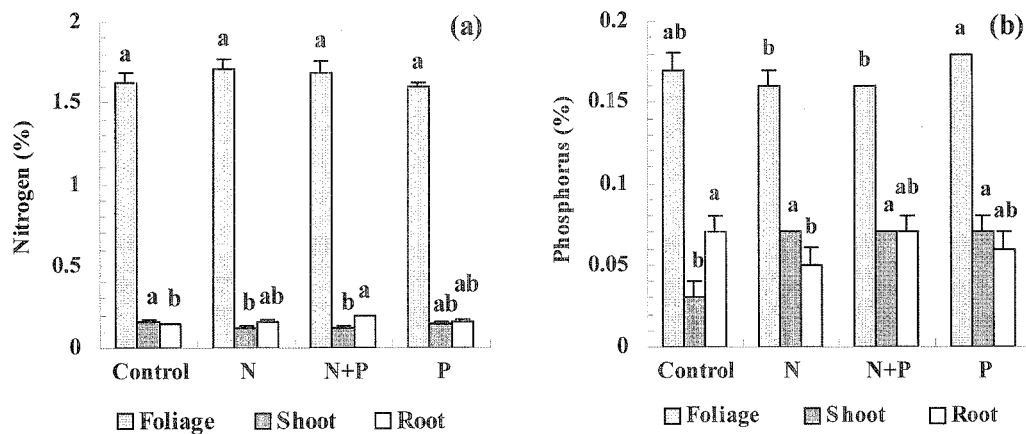 (a)
Nitrogen (%)
2
1.5
1
0.5
0
a a a a
a b b ab b a ab ab
Control N N+P P
Foliage Shoot Root
(b)
Phosphorus (%)
0.2
0.15
0.1
0.05
0
ab b b a
b a a b a ab a ab
Control N N+P P
Foliage Shoot Root